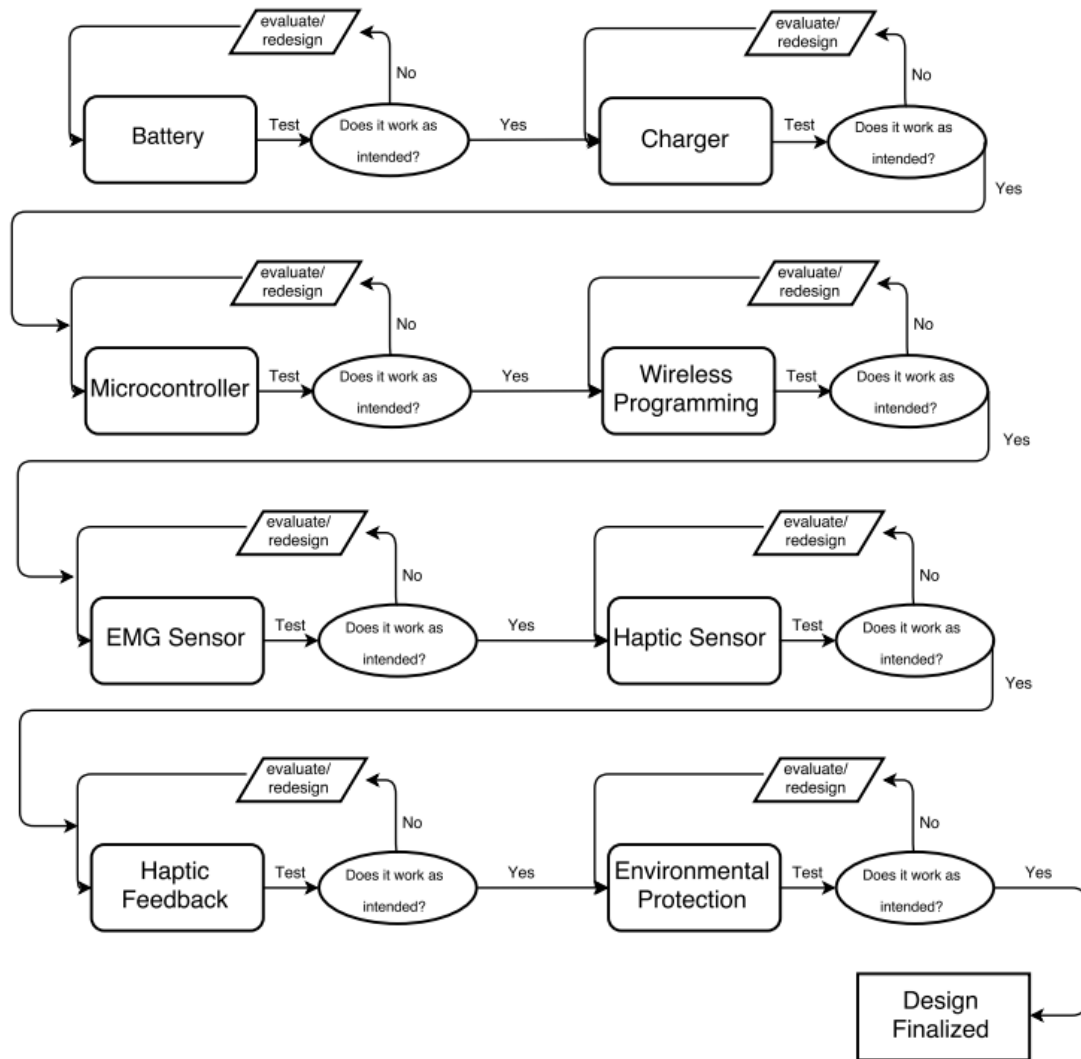 evaluate/
redesign
evaluate/
redesign
No
No
Battery
Test
Does it work as
intended?
Yes
Charger
Test
Does it work as
intended?
Yes
evaluate/
redesign
evaluate/
redesign
No
No
Microcontroller
Test
Does it work as
intended?
Yes
Wireless
Programming
Test
Does it work as
intended?
Yes
evaluate/
redesign
evaluate/
redesign
No
No
EMG Sensor
Test
Does it work as
intended?
Yes
Haptic Sensor
Test
Does it work as
intended?
Yes
evaluate/
redesign
evaluate/
redesign
No
No
Haptic
Feedback
Test
Does it work as
intended?
Yes
Environmental
Protection
Test
Does it work as
intended?
Yes
Design
Finalized